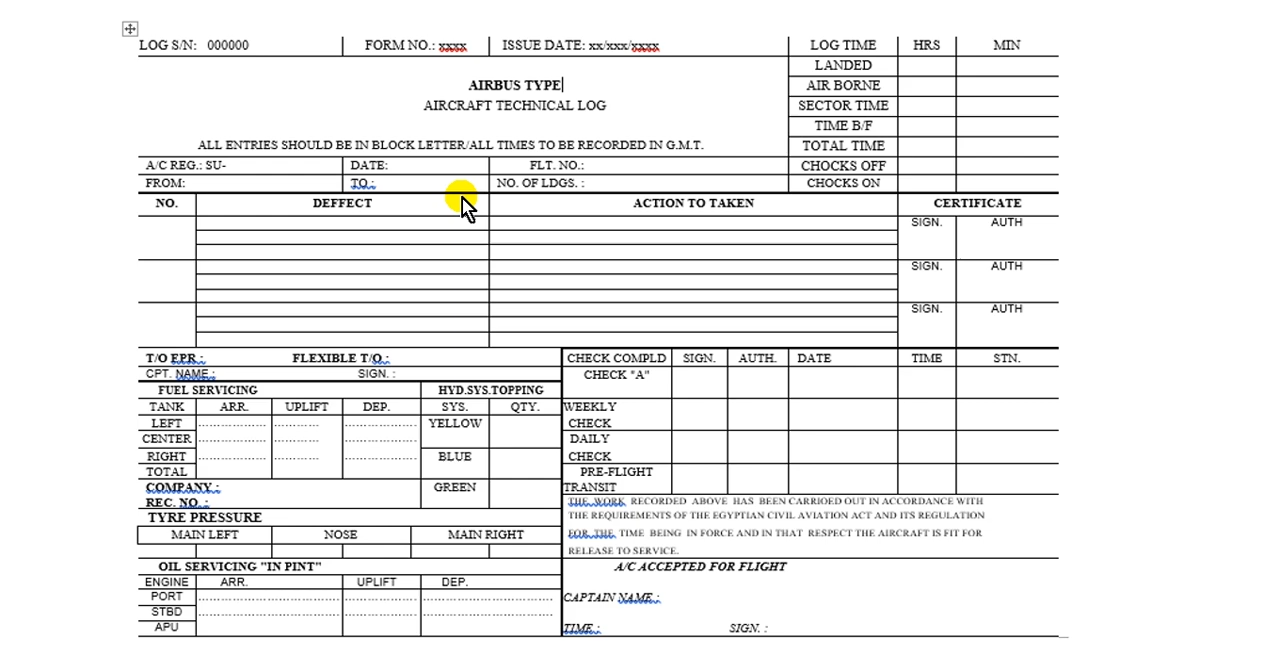 LOG S/N: 000000 FORM NO.: xxxx ISSUE DATE: xx/xxx/xxxx LOG TIME HRS MIN
LANDED
AIRBUS TYPE AIR BORNE
AIRCRAFT TECHNICAL LOG SECTOR TIME
TIME B/F
ALL ENTRIES SHOULD BE IN BLOCK LETTER/ALL TIMES TO BE RECORDED IN G.M.T. TOTAL TIME
A/C REG.: SU- DATE: FLT. NO.: CHOCKS OFF
FROM: TO.: NO. OF LDGS. : CHOCKS ON
NO. DEFFECT ACTION TO TAKEN CERTIFICATE
SIGN. AUTH
SIGN. AUTH
SIGN. AUTH
T/O EPR.: FLEXIBLE T/O.: CHECK COMPLD SIGN. AUTH. DATE TIME STN.
CPT. NAME.: SIGN. : CHECK "A"
FUEL SERVICING HYD.SYS.TOPPING
TANK ARR. UPLIFT DEP. SYS. QTY. WEEKLY
LEFT ................... ............ ................... YELLOW CHECK
CENTER ................... ............ ................... DAILY
RIGHT ................... ............ ................... BLUE CHECK
TOTAL PRE-FLIGHT
COMPANY.: GREEN TRANSIT
REC. NO. : THE WORK RECORDED ABOVE HAS BEEN CARRIOED OUT IN ACCORDANCE WITH
TYRE PRESSURE THE REQUIREMENTS OF THE EGYPTIAN CIVIL AVIATION ACT AND ITS REGULATION
MAIN LEFT NOSE MAIN RIGHT FOR THE TIME BEING IN FORCE AND IN THAT RESPECT THE AIRCRAFT IS FIT FOR
RELEASE TO SERVICE.
OIL SERVICING "IN PINT" A/C ACCEPTED FOR FLIGHT
ENGINE ARR. UPLIFT DEP.
PORT CAPTAIN NAME.:
STBD
APU TIME.: SIGN. :